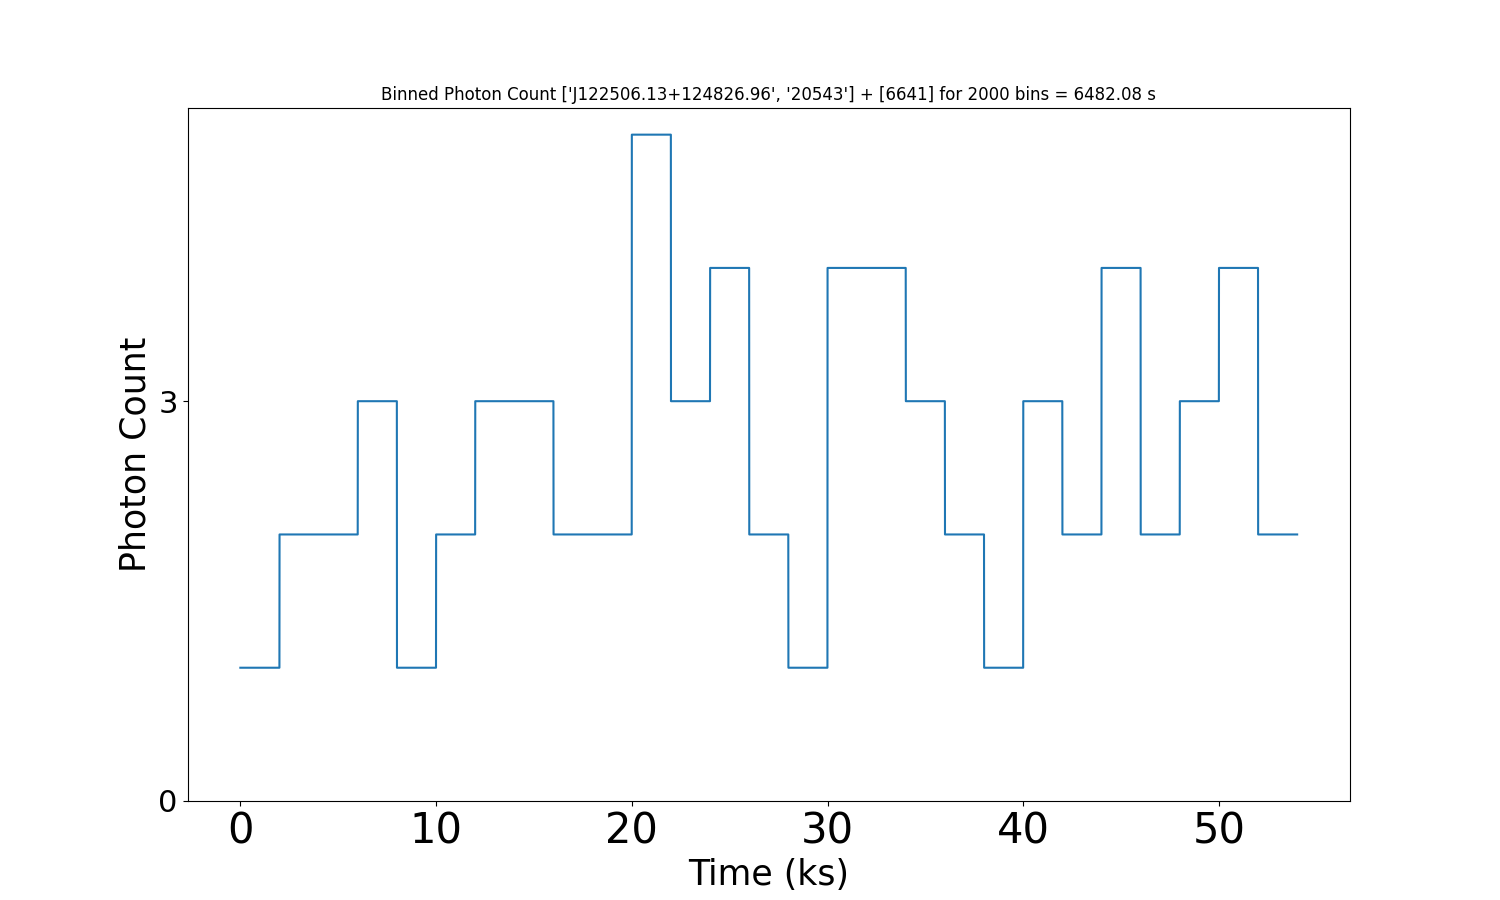 Binned Photon Count ['J122506.13+124826.96', '20543'] + [6641] for 2000 bins = 6482.08 s
Photon Count
3
0
0 10 20 30 40 50
Time (ks)